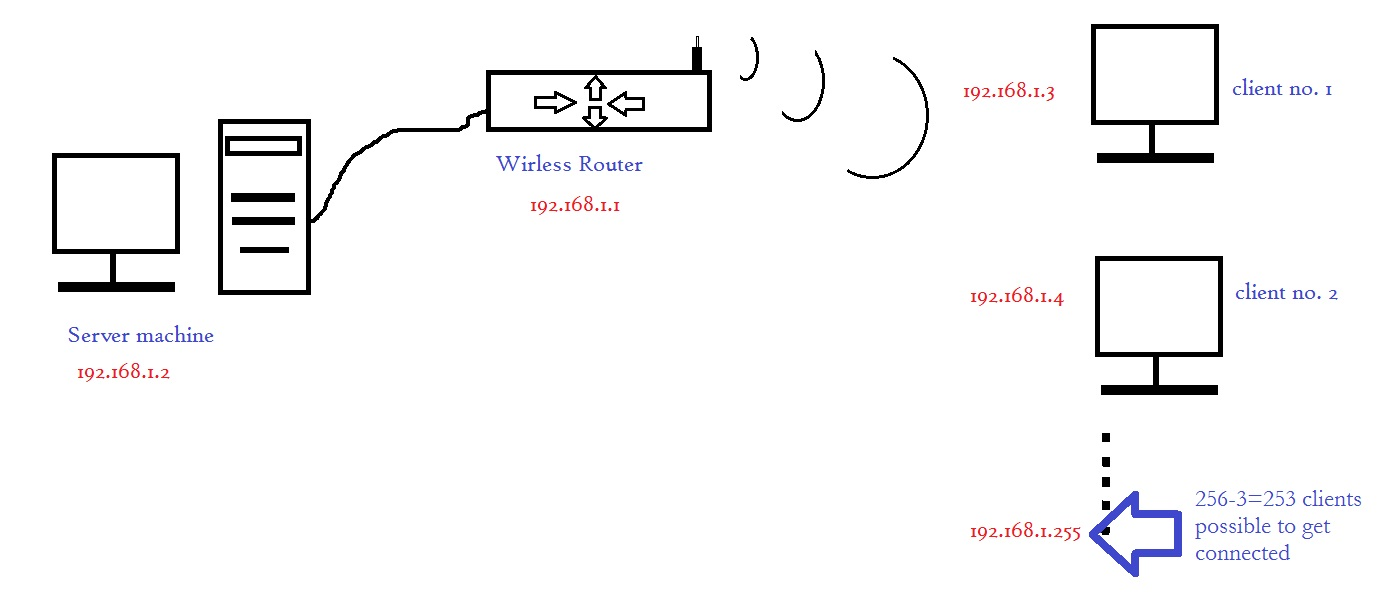 192.168.1.3
client no. 1
Wirless Router
192.168.1.1
192.168.1.4
client no. 2
Server machine
192.168.1.2
192.168.1.255
256-3=253 clients
possible to get
connected